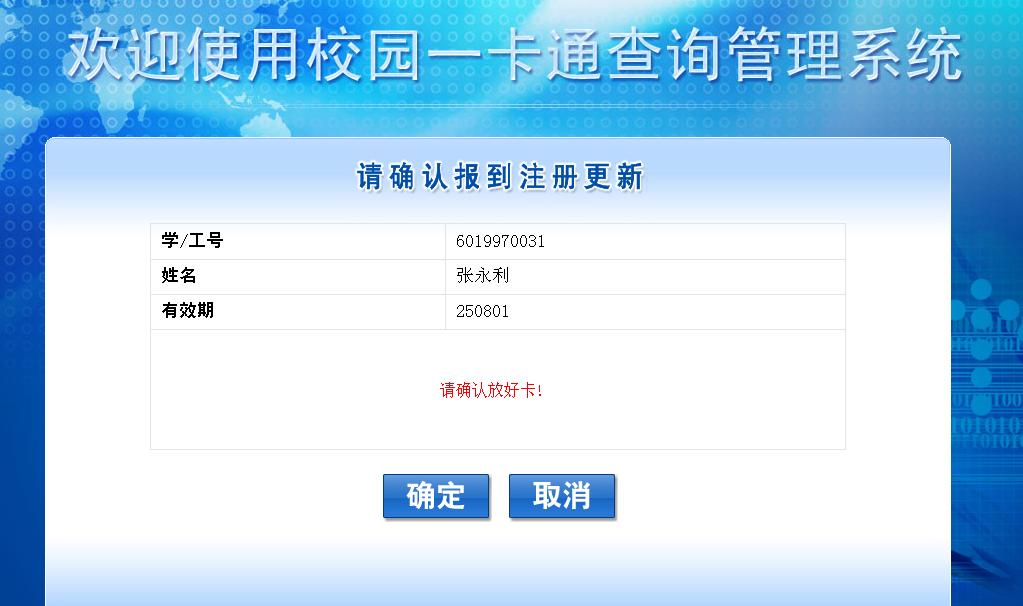 欢迎使用校园一卡通查询管理系统
请确认报到注册更新
学/工号 6019970031
姓名 张永利
有效期 250801
请确认放好卡!
确定 取消